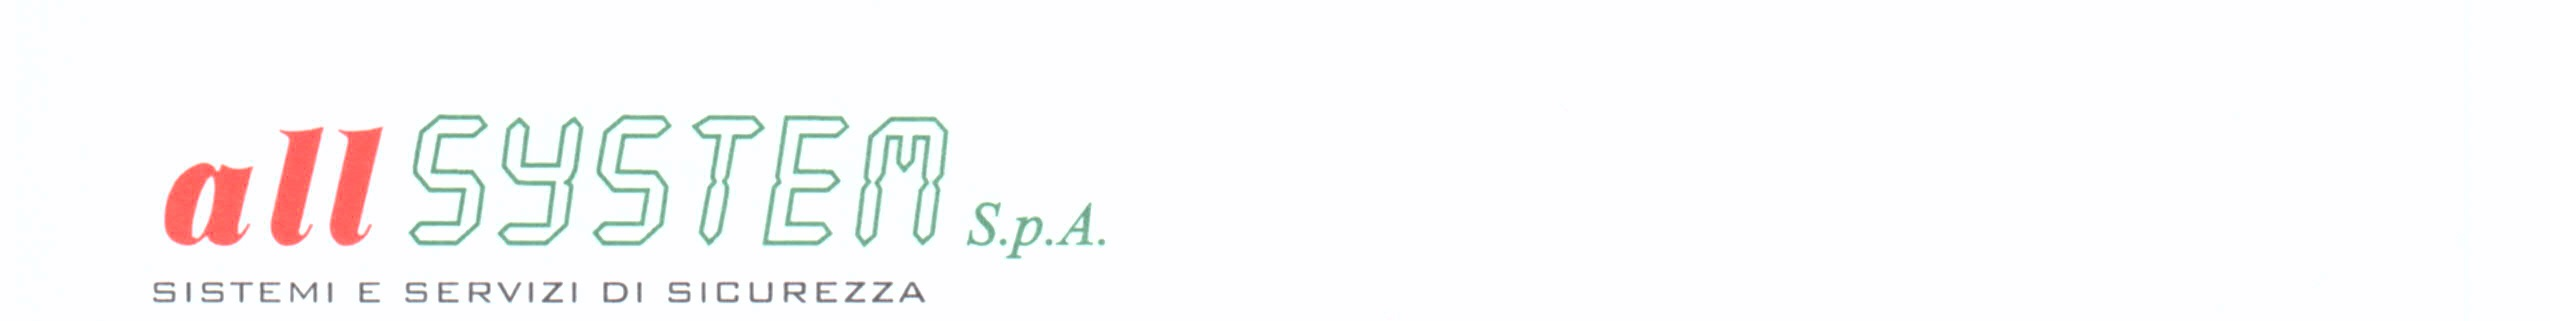 all SYSTEM S.p.A.
SISTEMI E SERVIZI DI SICUREZZA